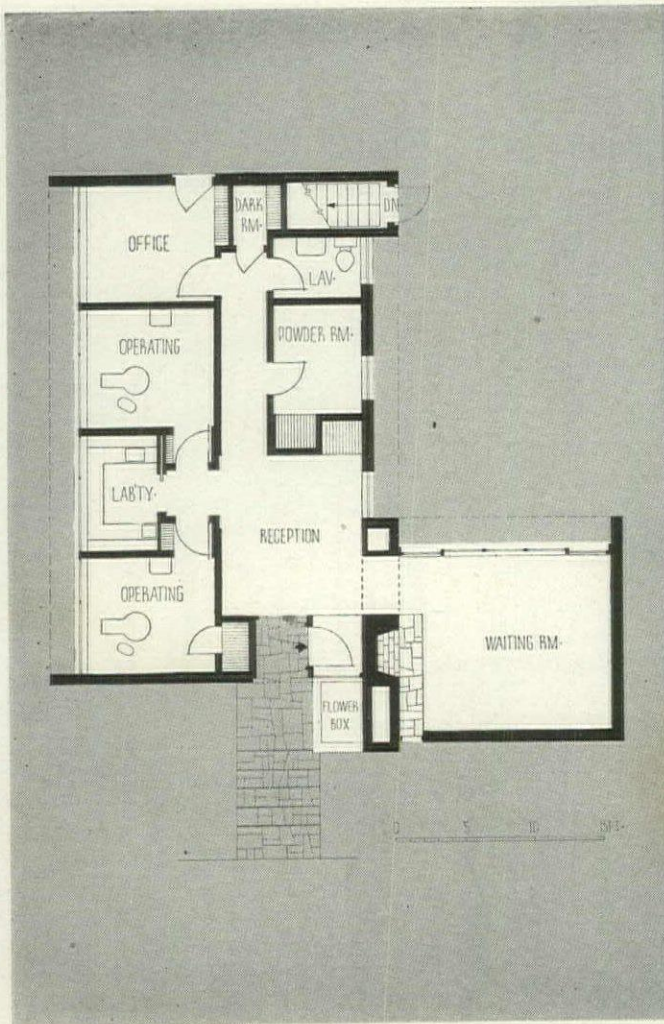 OFFICE
DARK
RM.
DN
LAV.
OPERATING
POWDER RM.
LAB'TY.
RECEPTION
OPERATING
WAITING RM.
FLOWER
BOX
0 5 10 15FT.